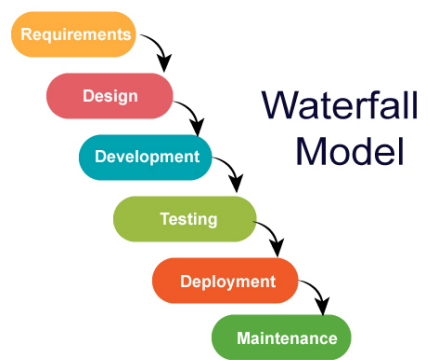 Requirements
Design
Waterfall
Model
Development
Testing
Deployment
Maintenance